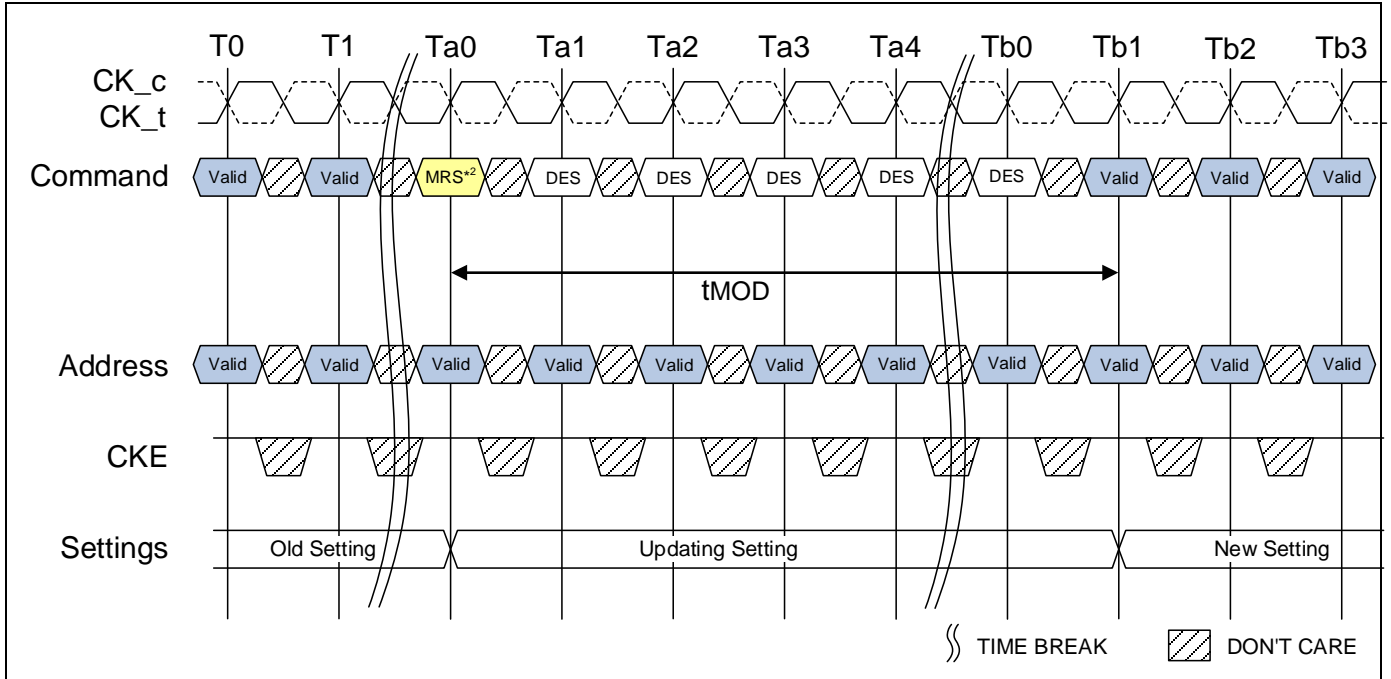 T0 T1 Ta0 Ta1 Ta2 Ta3 Ta4 Tb0 Tb1 Tb2 Tb3
CK_c
CK_t
Command Valid Valid MRS*2 DES DES DES DES DES Valid Valid Valid
tMOD
Address Valid Valid Valid Valid Valid Valid Valid Valid Valid Valid Valid
CKE
Settings Old Setting Updating Setting New Setting
TIME BREAK DON'T CARE